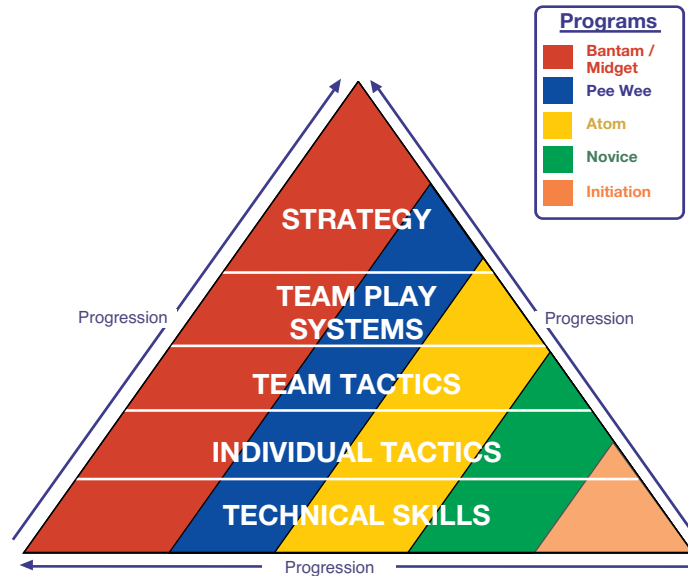 Programs
Bantam /
Midget
Pee Wee
Atom
Novice
Initiation
STRATEGY
TEAM PLAY
SYSTEMS
Progression
Progression
TEAM TACTICS
INDIVIDUAL TACTICS
TECHNICAL SKILLS
Progression